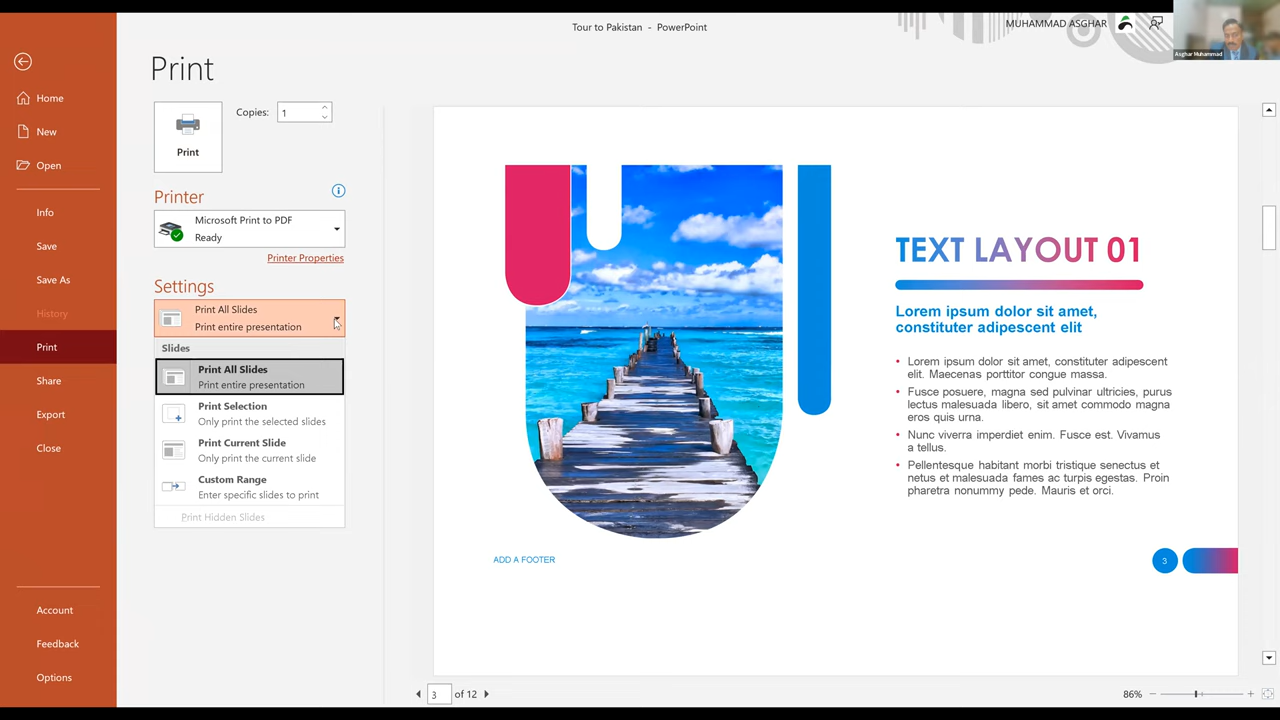 Tour to Pakistan - PowerPoint
MUHAMMAD ASGHAR
Asghar Muhammad
Home
New
Open
Info
Save
Save As
History
Print
Share
Export
Close
Account
Feedback
Options
Print
Print
Copies: 1
Printer
Microsoft Print to PDF
Ready
Printer Properties
Settings
Print All Slides
Print entire presentation
Slides
Print All Slides
Print entire presentation
Print Selection
Only print the selected slides
Print Current Slide
Only print the current slide
Custom Range
Enter specific slides to print
Print Hidden Slides
TEXT LAYOUT 01
Lorem ipsum dolor sit amet,
constituter adipescent elit
• Lorem ipsum dolor sit amet, constituter adipescent
elit. Maecenas porttitor congue massa.
• Fusce posuere, magna sed pulvinar ultricies, purus
lectus malesuada libero, sit amet commodo magna
eros quis urna.
• Nunc viverra imperdiet enim. Fusce est. Vivamus
a tellus.
• Pellentesque habitant morbi tristique senectus et
netus et malesuada fames ac turpis egestas. Proin
pharetra nonummy pede. Mauris et orci.
ADD A FOOTER
3
3 of 12
86%